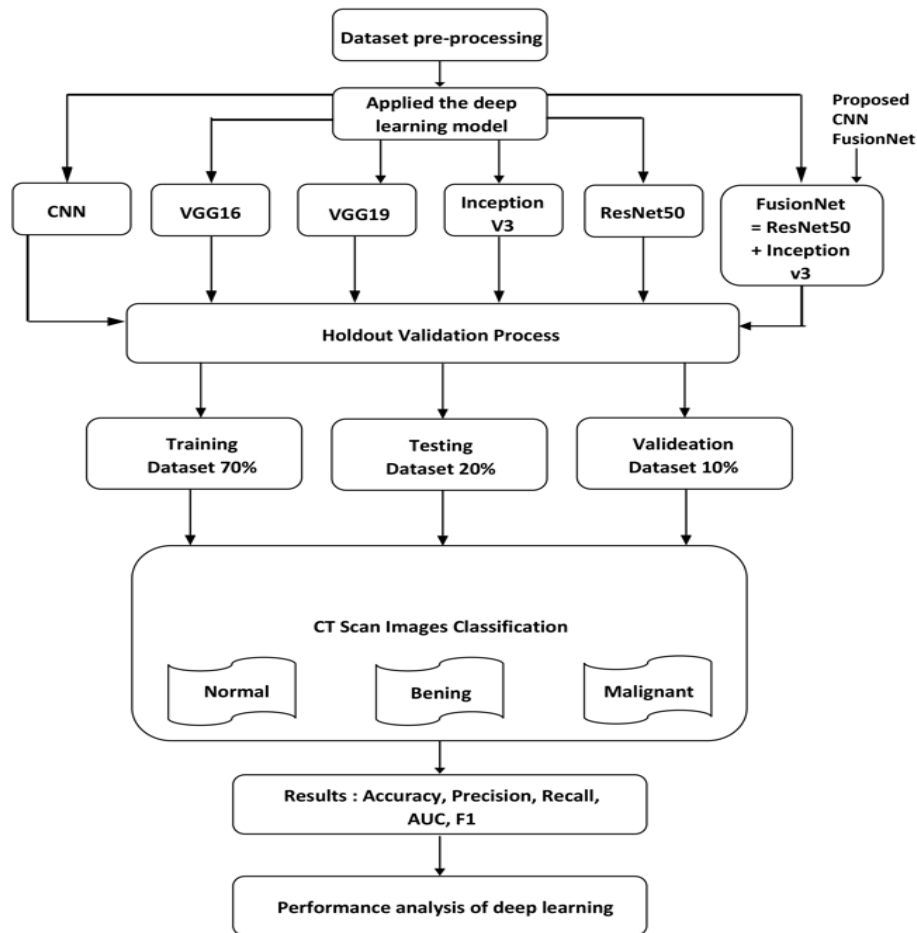 Dataset pre-processing
Applied the deep
learning model
Proposed
CNN
FusionNet
CNN
VGG16
VGG19
Inception
V3
ResNet50
FusionNet
= ResNet50
+ Inception
v3
Holdout Validation Process
Training
Dataset 70%
Testing
Dataset 20%
Valideation
Dataset 10%
CT Scan Images Classification
Normal
Bening
Malignant
Results : Accuracy, Precision, Recall,
AUC, F1
Performance analysis of deep learning